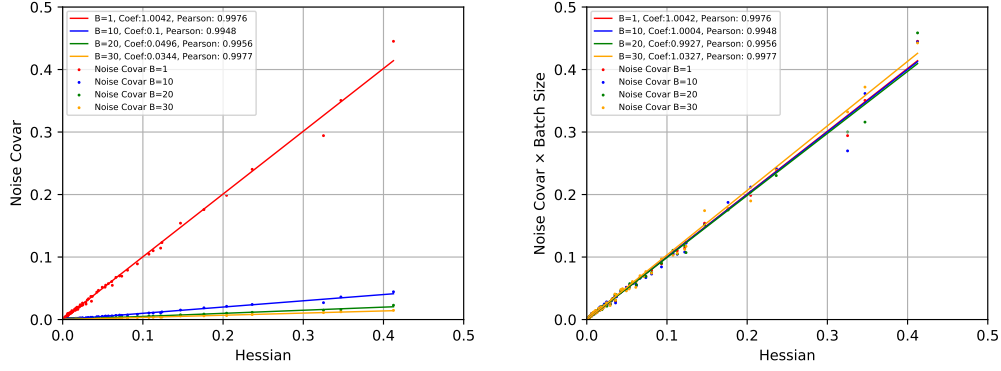 B=1, Coef:1.0042, Pearson: 0.9976
B=10, Coef:0.1, Pearson: 0.9948
B=20, Coef:0.0496, Pearson: 0.9956
B=30, Coef:0.0344, Pearson: 0.9977
Noise Covar B=1
Noise Covar B=10
Noise Covar B=20
Noise Covar B=30
0.5
0.4
0.3
0.2
0.1
0.0
Noise Covar
0.0 0.1 0.2 0.3 0.4 0.5
Hessian
B=1, Coef:1.0042, Pearson: 0.9976
B=10, Coef:1.0004, Pearson: 0.9948
B=20, Coef:0.9927, Pearson: 0.9956
B=30, Coef:1.0327, Pearson: 0.9977
Noise Covar B=1
Noise Covar B=10
Noise Covar B=20
Noise Covar B=30
0.5
0.4
0.3
0.2
0.1
0.0
Noise Covar × Batch Size
0.0 0.1 0.2 0.3 0.4 0.5
Hessian